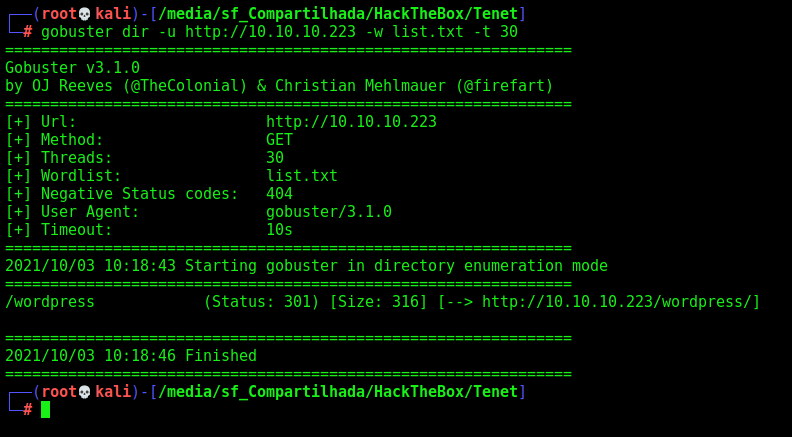 ┌──(root💀kali)-[/media/sf_Compartilhada/HackTheBox/Tenet]
└─# gobuster dir -u http://10.10.10.223 -w list.txt -t 30
===============================================================
Gobuster v3.1.0
by OJ Reeves (@TheColonial) & Christian Mehlmauer (@firefart)
===============================================================
[+] Url:                     http://10.10.10.223
[+] Method:                  GET
[+] Threads:                 30
[+] Wordlist:                list.txt
[+] Negative Status codes:   404
[+] User Agent:              gobuster/3.1.0
[+] Timeout:                 10s
===============================================================
2021/10/03 10:18:43 Starting gobuster in directory enumeration mode
===============================================================
/wordpress            (Status: 301) [Size: 316] [--> http://10.10.10.223/wordpress/]
===============================================================
2021/10/03 10:18:46 Finished
===============================================================
┌──(root💀kali)-[/media/sf_Compartilhada/HackTheBox/Tenet]
└─#